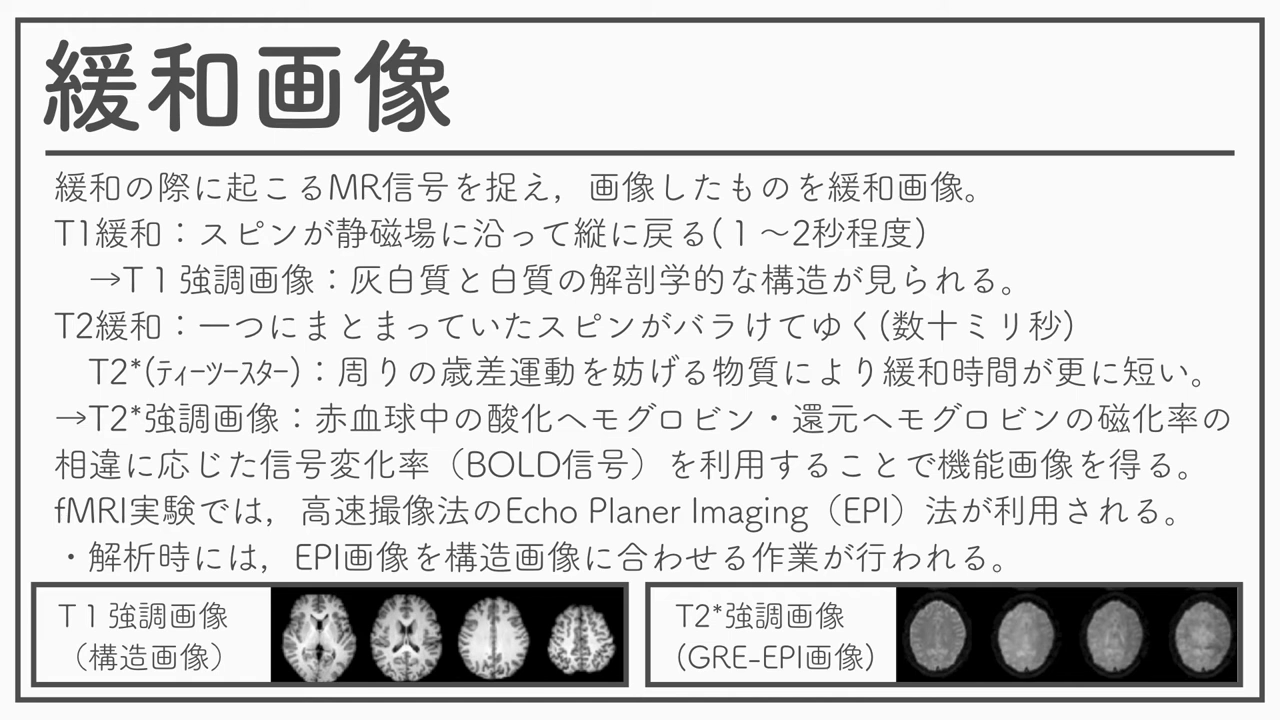 緩和画像
緩和の際に起こるMR信号を捉え，画像したものを緩和画像。
T1緩和：スピンが静磁場に沿って縦に戻る(１～2秒程度)
→T１強調画像：灰白質と白質の解剖学的な構造が見られる。
T2緩和：一つにまとまっていたスピンがバラけてゆく(数十ミリ秒)
T2*(ﾃｨｰﾂｰｽﾀｰ)：周りの歳差運動を妨げる物質により緩和時間が更に短い。
→T2*強調画像：赤血球中の酸化ヘモグロビン・還元ヘモグロビンの磁化率の
相違に応じた信号変化率（BOLD信号）を利用することで機能画像を得る。
fMRI実験では，高速撮像法のEcho Planer Imaging（EPI）法が利用される。
・解析時には，EPI画像を構造画像に合わせる作業が行われる。
T１強調画像
（構造画像）
T2*強調画像
(GRE-EPI画像)